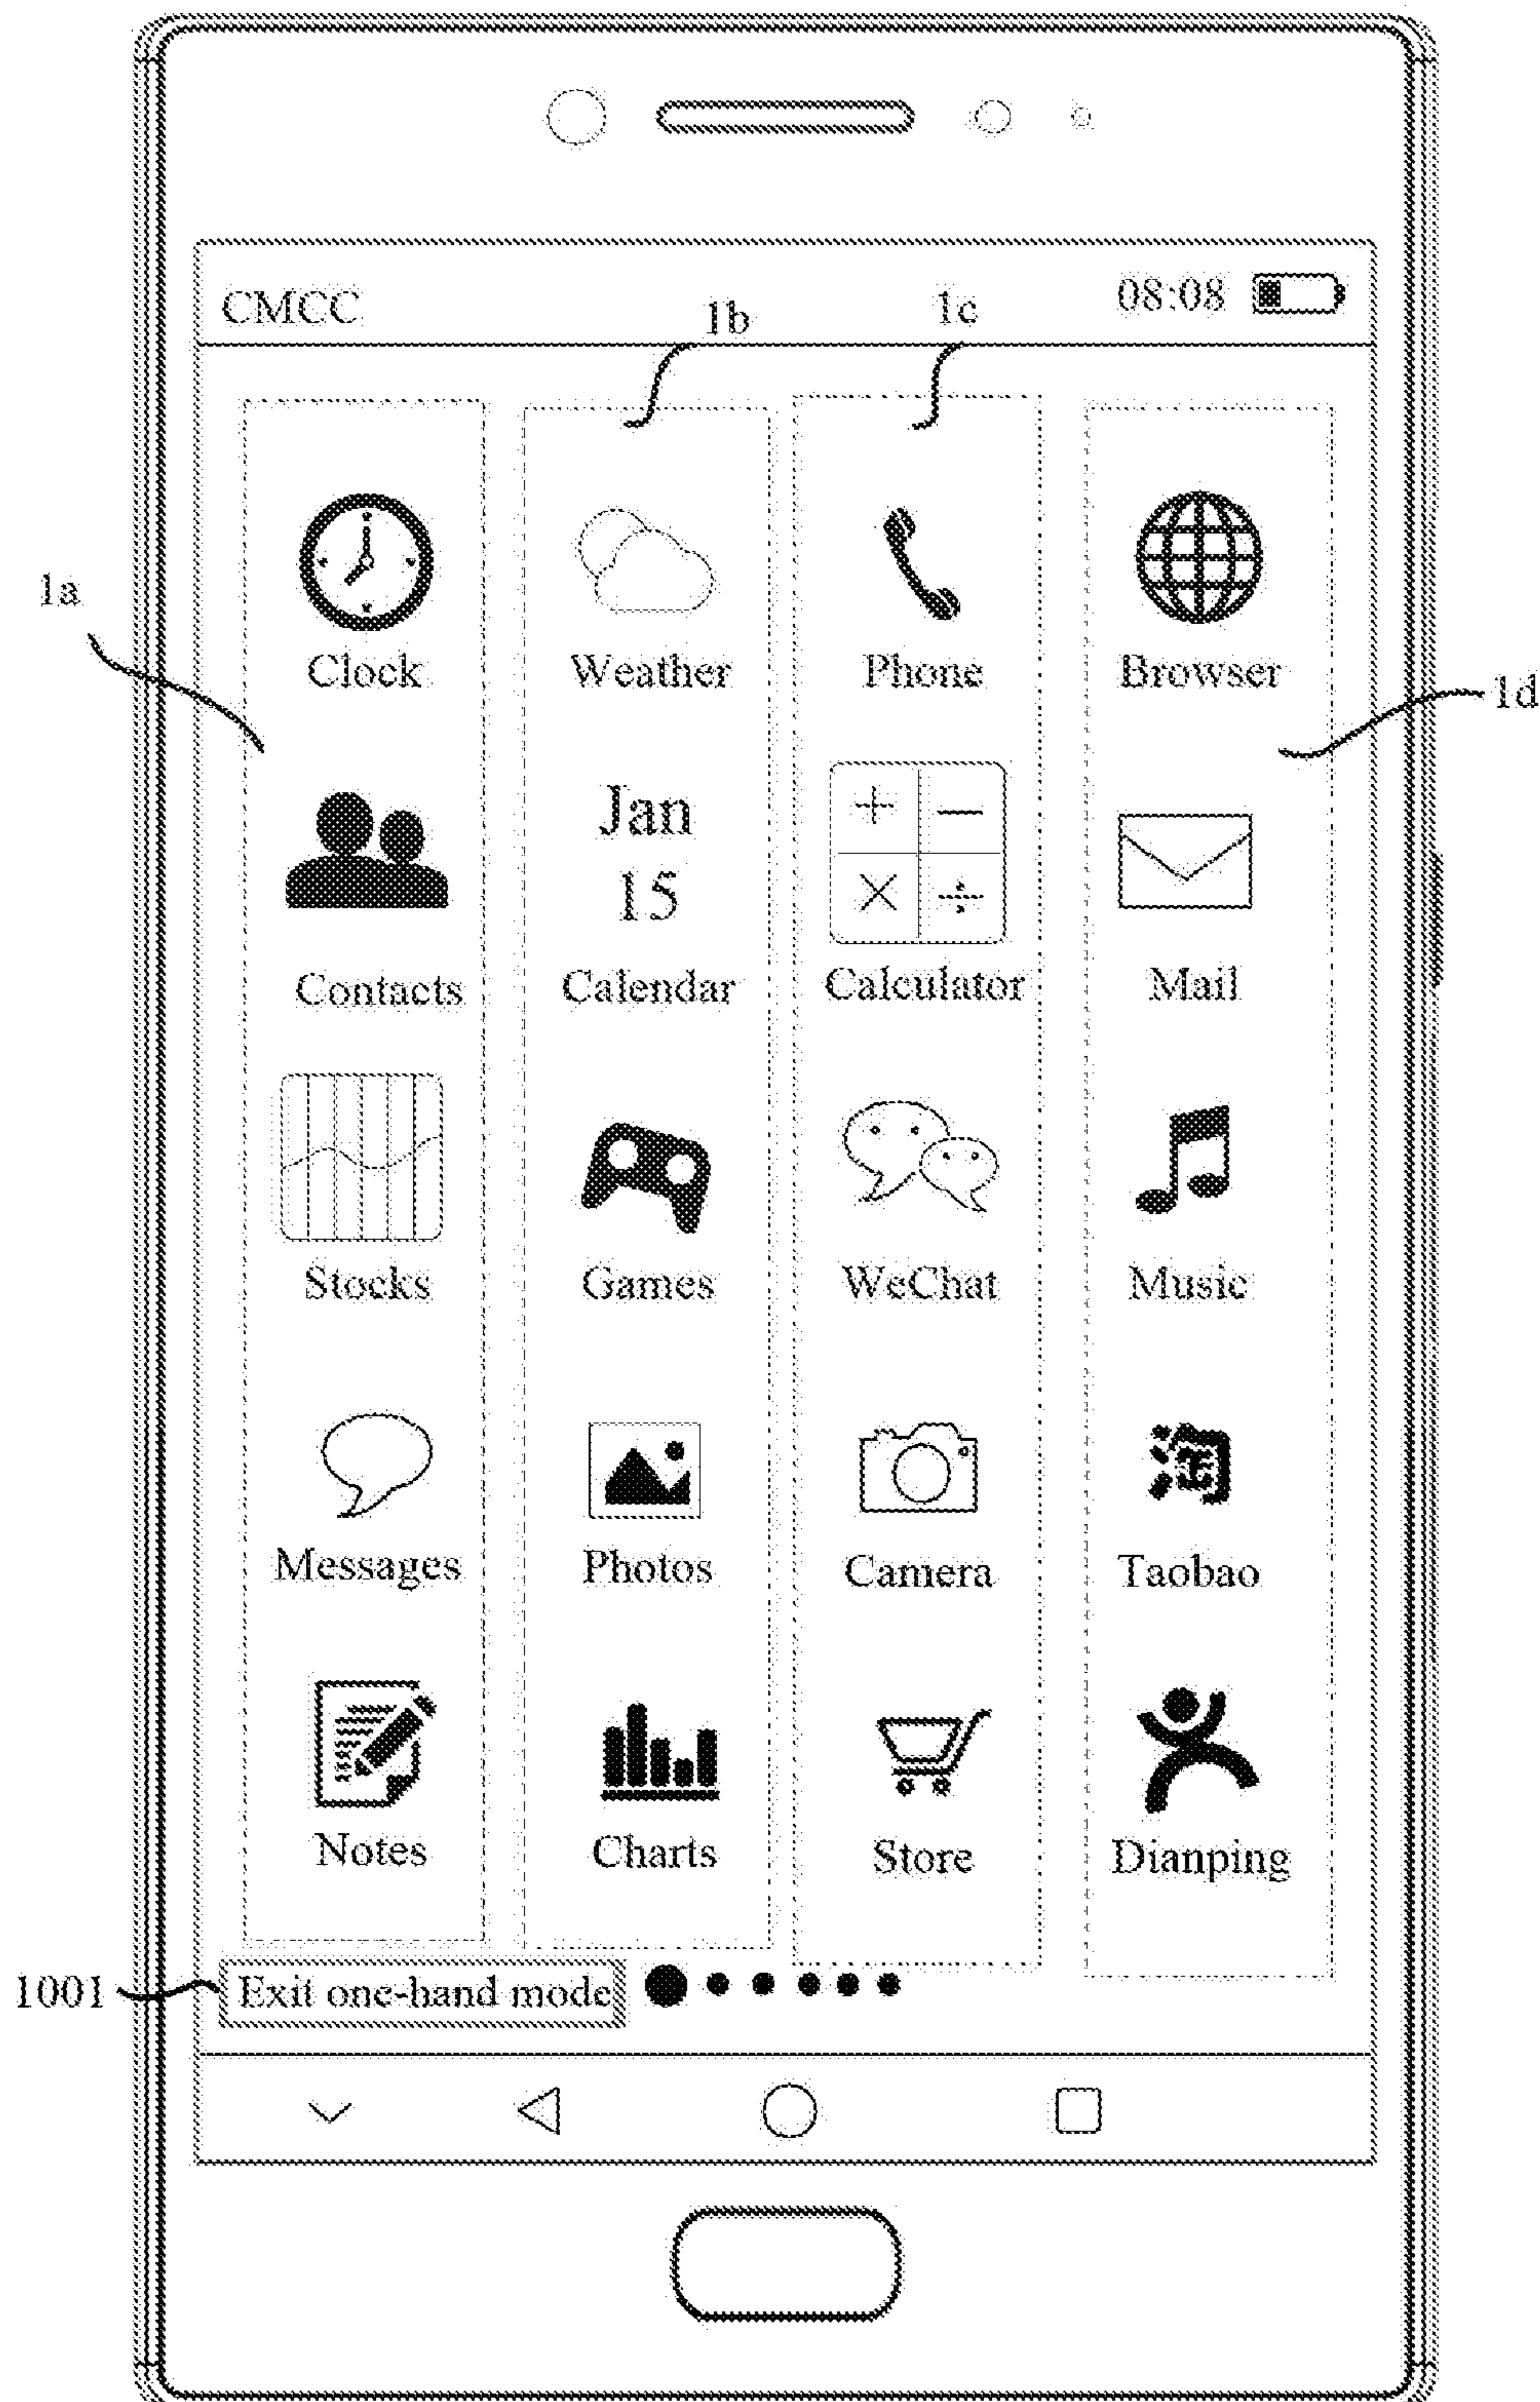 CMCC 08:08
1b 1c
1a
Clock Weather Phone Browser
1d
Jan
15
+ −
× ÷
Contacts Calendar Calculator Mail
Stocks Games WeChat Music
淘
Messages Photos Camera Taobao
Notes Charts Store Dianping
1001 Exit one-hand mode